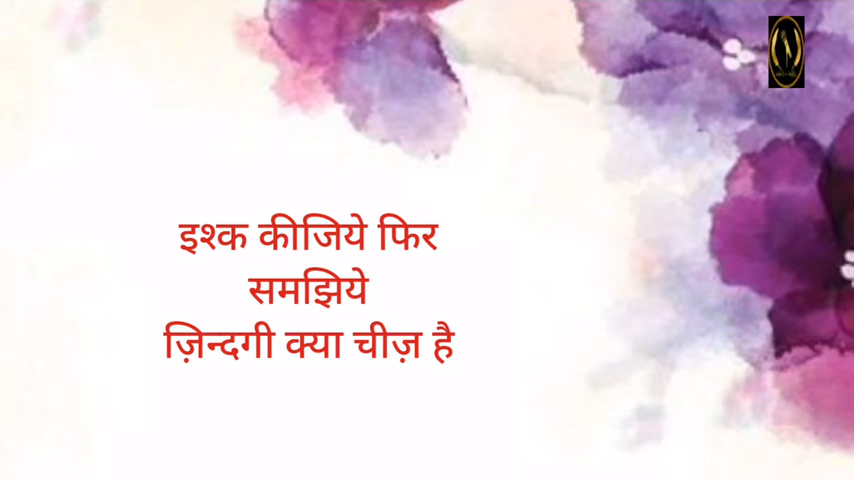 इश्क कीजिये फिर
समझिये
ज़िन्दगी क्या चीज़ है